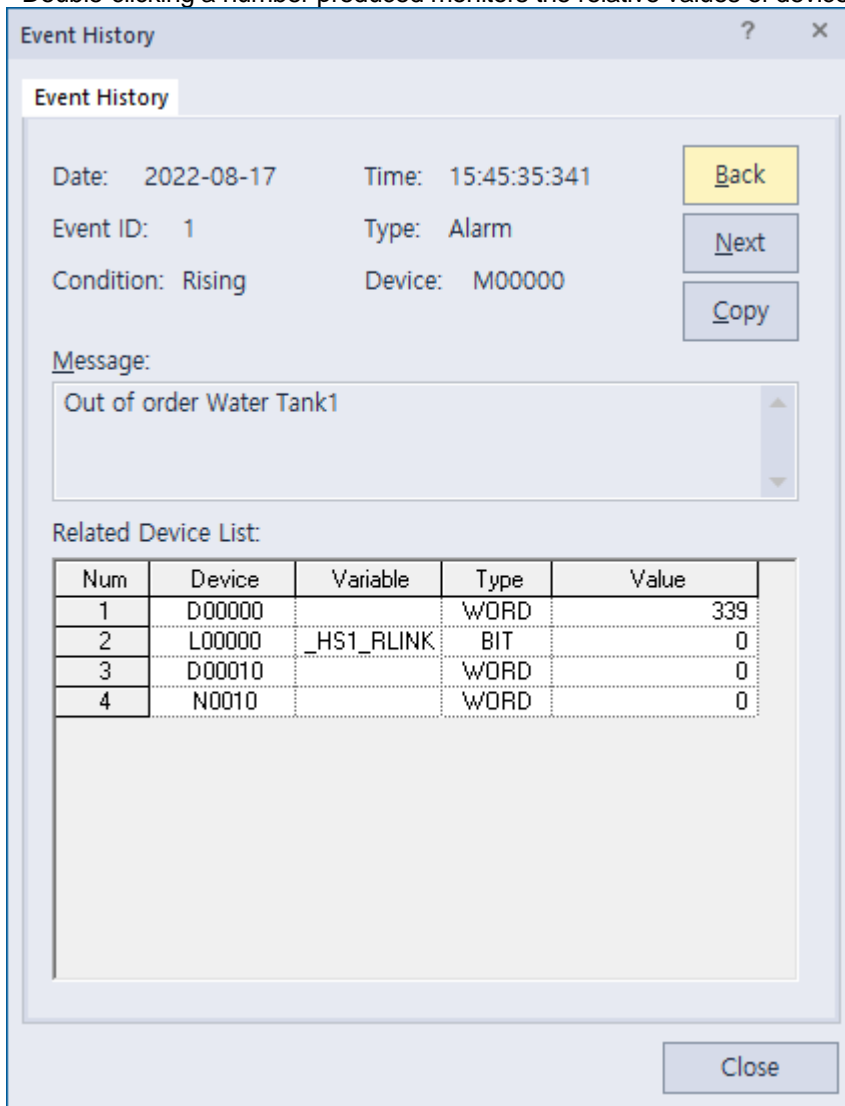 Double-clicking a number produced monitors the relative values of device
Event History ? ×
Event History
Date: 2022-08-17 Time: 15:45:35:341 Back
Event ID: 1 Type: Alarm Next
Condition: Rising Device: M00000 Copy
Message:
Out of order Water Tank1
Related Device List:
Num Device Variable Type Value
1 D00000 WORD 339
2 L00000 _HS1_RLINK BIT 0
3 D00010 WORD 0
4 N0010 WORD 0
Close